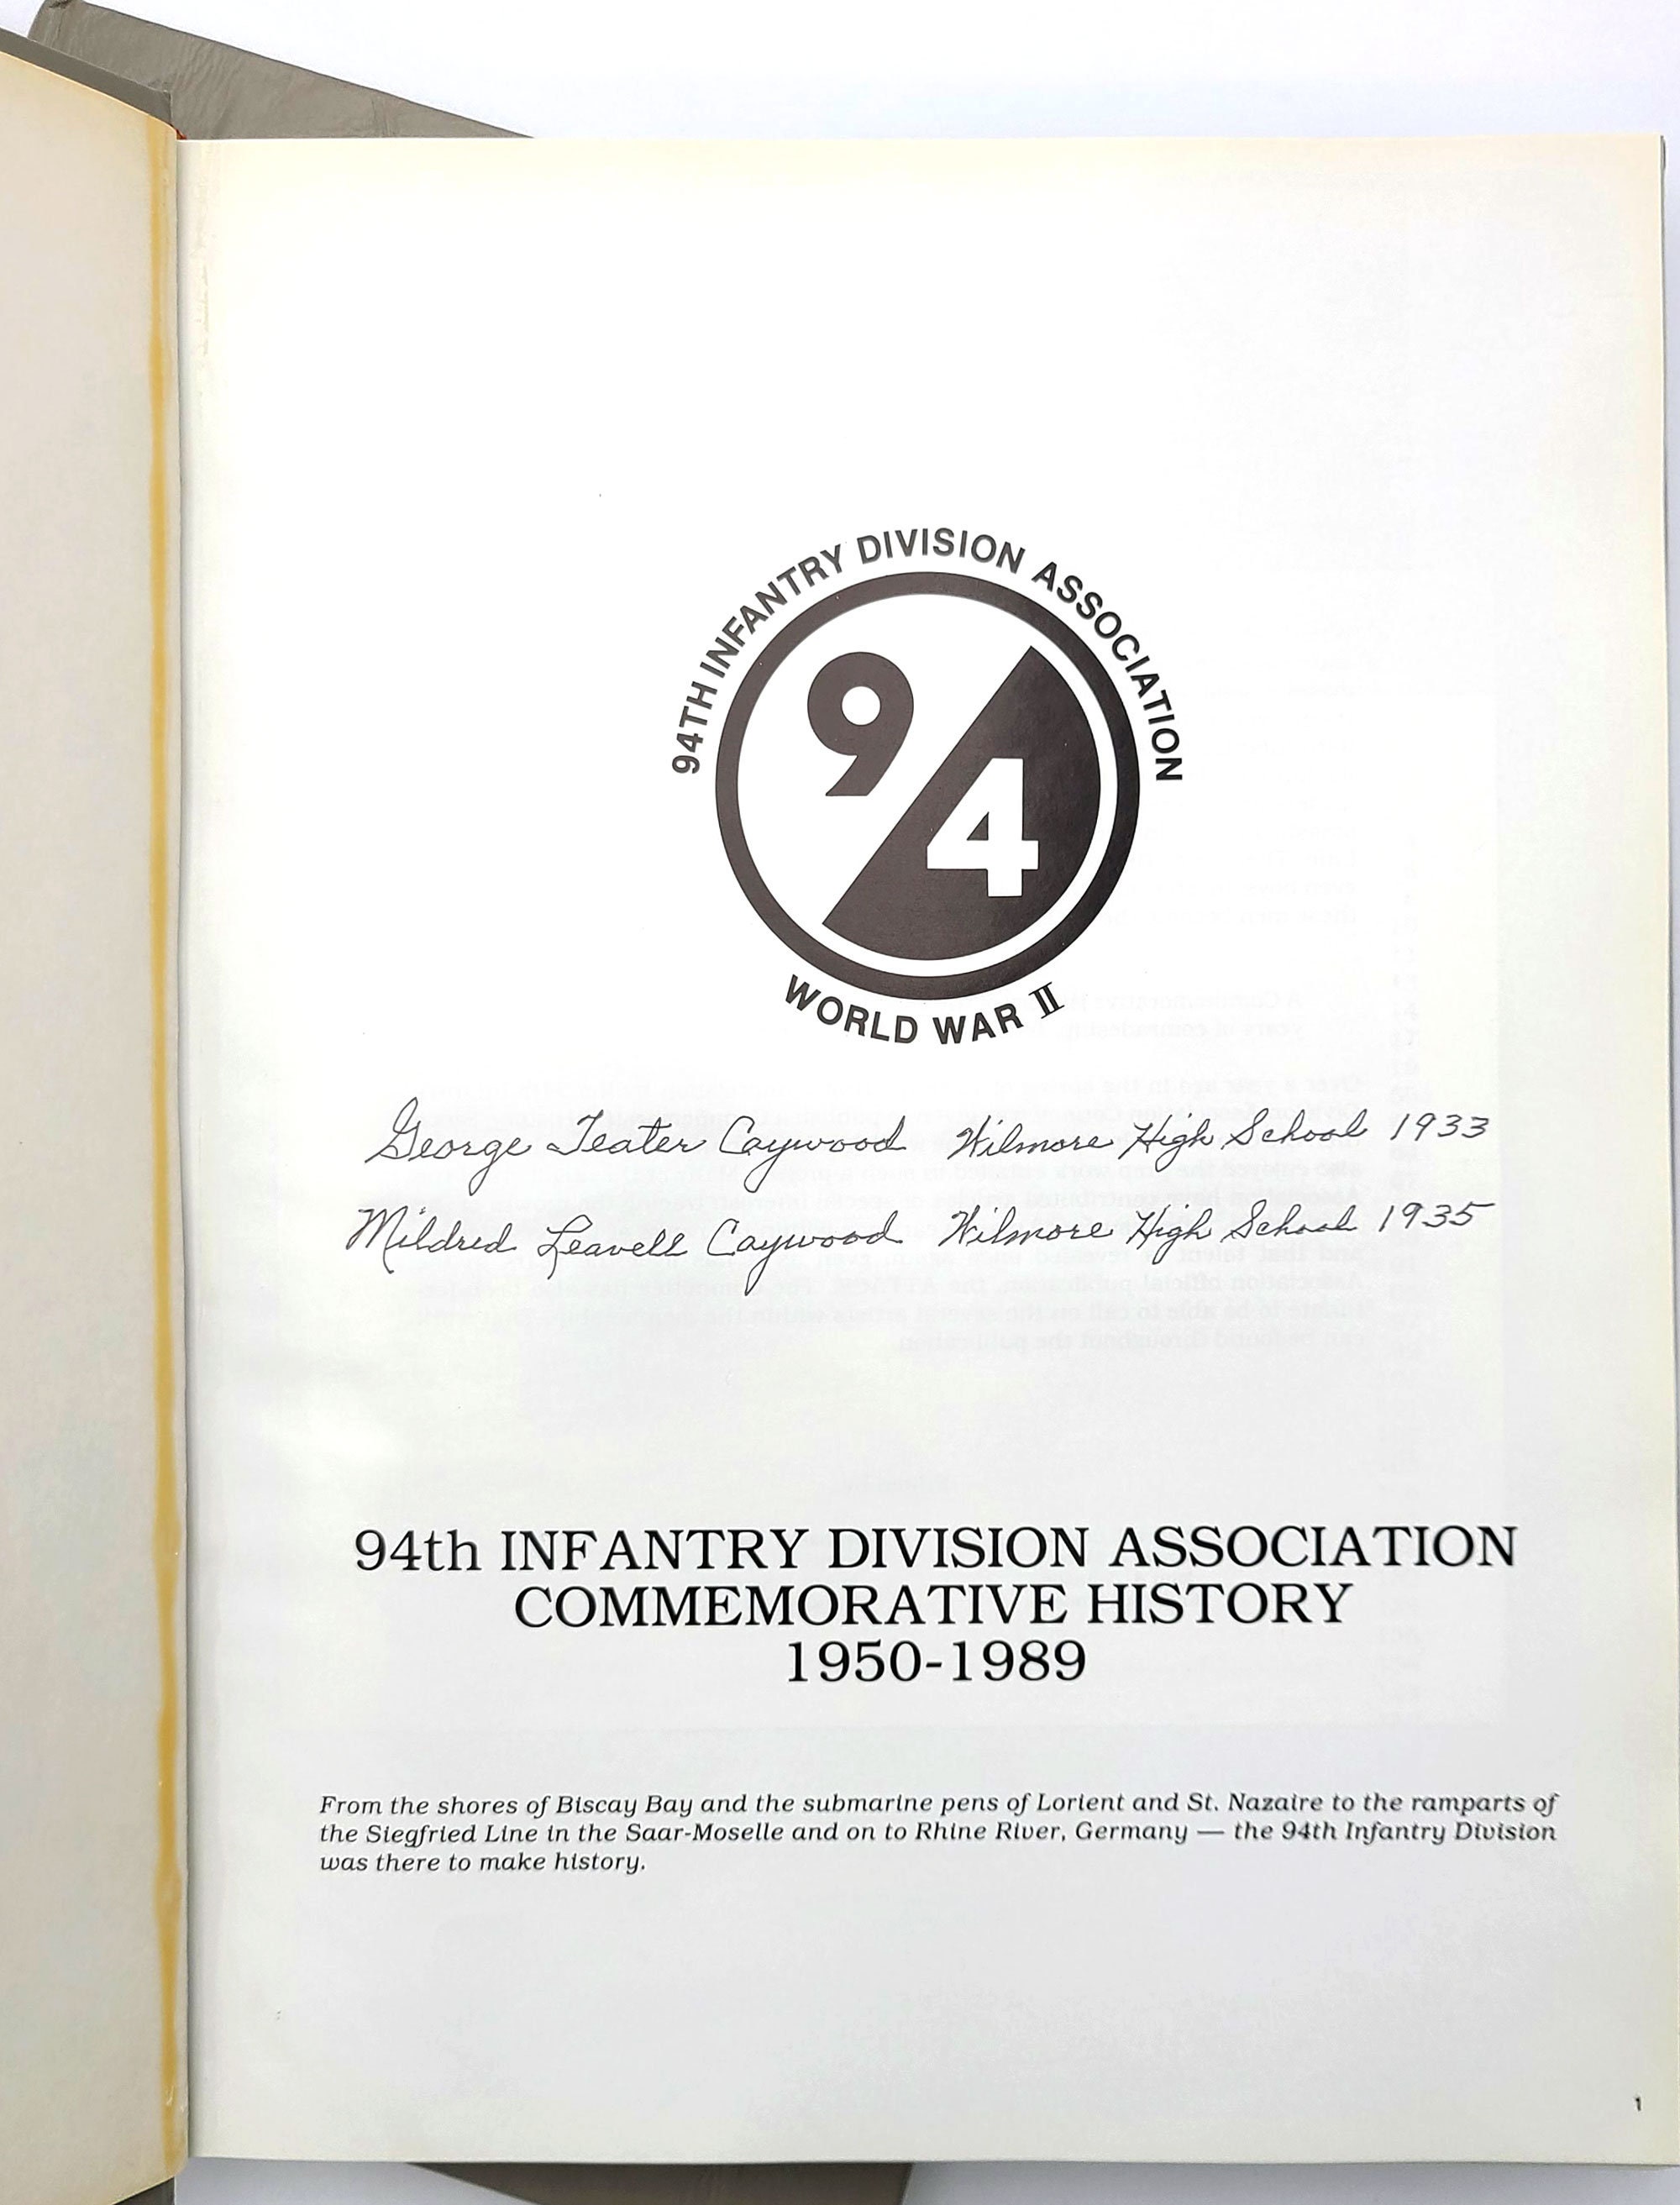 94TH INFANTRY DIVISION ASSOCIATION
9
4
WORLD WAR II
George Teater Caywood Wilmore High School 1933
Mildred Leavell Caywood Wilmore High School 1935
94th INFANTRY DIVISION ASSOCIATION
COMMEMORATIVE HISTORY
1950-1989
From the shores of Biscay Bay and the submarine pens of Lorient and St. Nazaire to the ramparts of
the Siegfried Line in the Saar-Moselle and on to Rhine River, Germany — the 94th Infantry Division
was there to make history.
1